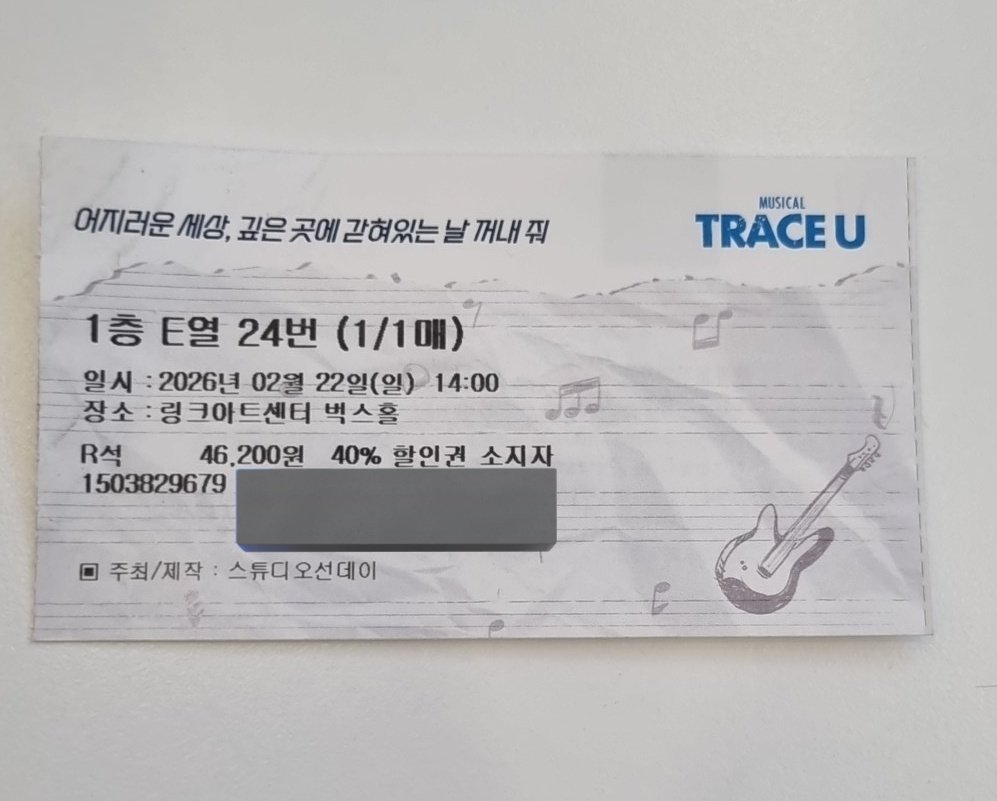 어지러운 세상, 깊은 곳에 갇혀있는 날 꺼내 줘
MUSICAL
TRACE U
1층 E열 24번 (1/1매)
일시 : 2026년 02월 22일(일) 14:00
장소 : 링크아트센터 벅스홀
R석 46,200원 40% 할인권 소지자
1503829679
▣ 주최/제작 : 스튜디오선데이